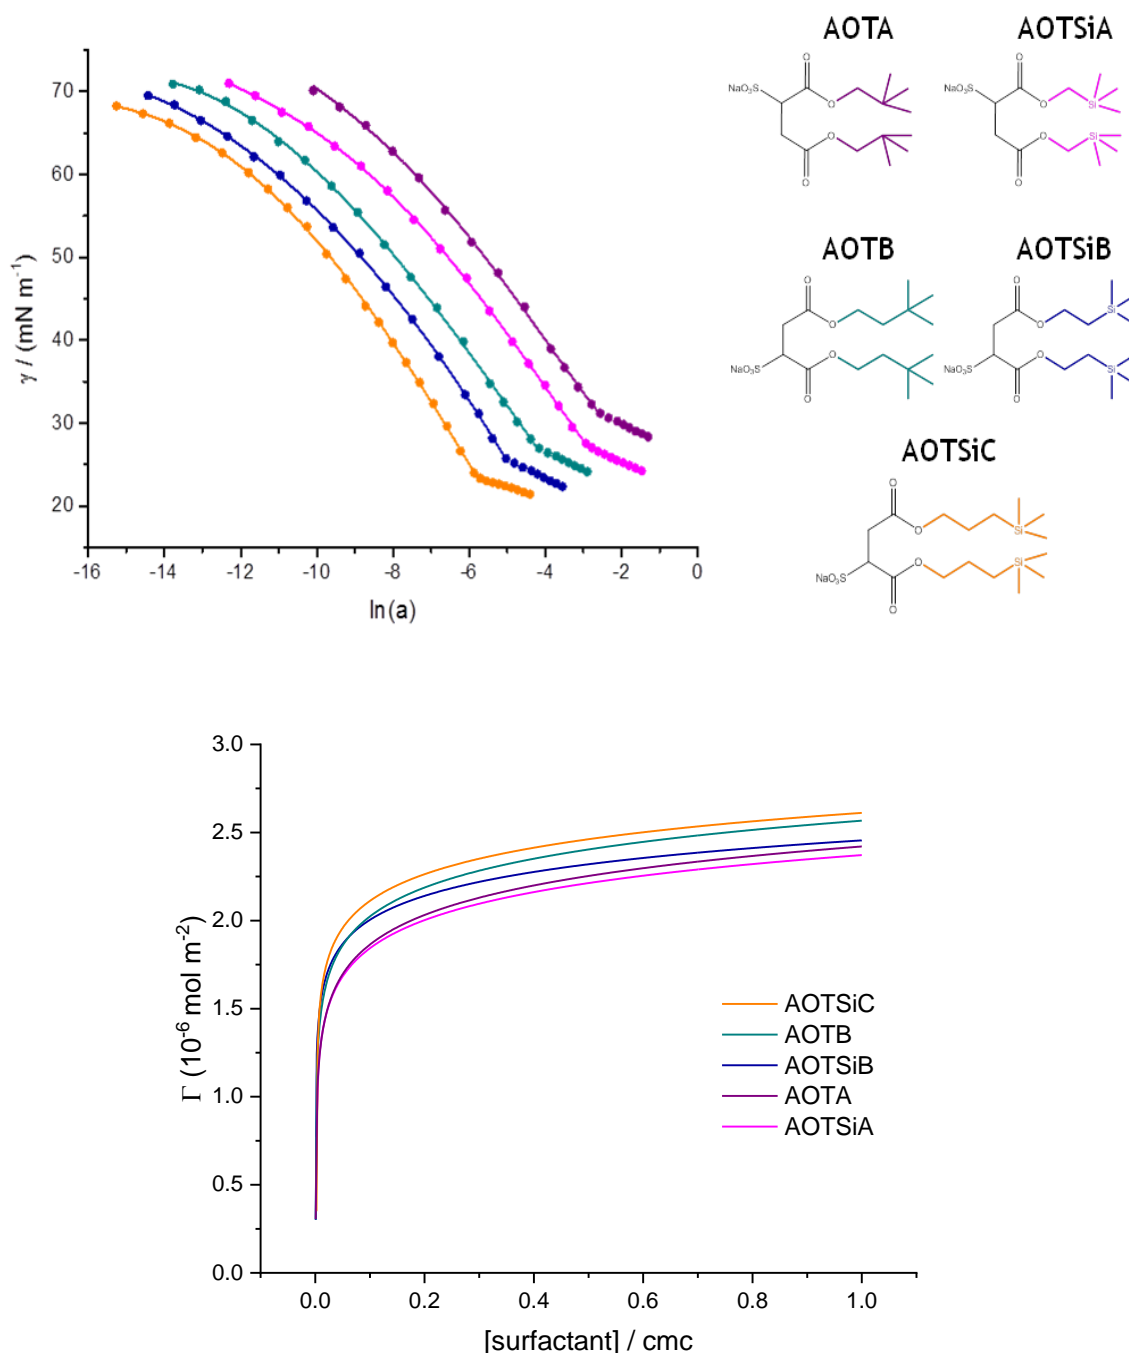 AOTA
AOTSiA
O
O
NaO₃S
O
O
O
O
O
NaO₃S
O
Si
O
Si
O
AOTB
AOTSiB
O
O
O
NaO₃S
O
O
O
O
Si
NaO₃S
O
Si
O
AOTSiC
O
O
Si
NaO₃S
O
Si
O
γ / (mN m⁻¹)
70
60
50
40
30
20
-16
-14
-12
-10
-8
-6
-4
-2
0
ln(a)
Γ (10⁻⁶ mol m⁻²)
3.0
2.5
2.0
1.5
1.0
0.5
0.0
AOTSiC
AOTB
AOTSiB
AOTA
AOTSiA
0.0
0.2
0.4
0.6
0.8
1.0
[surfactant] / cmc